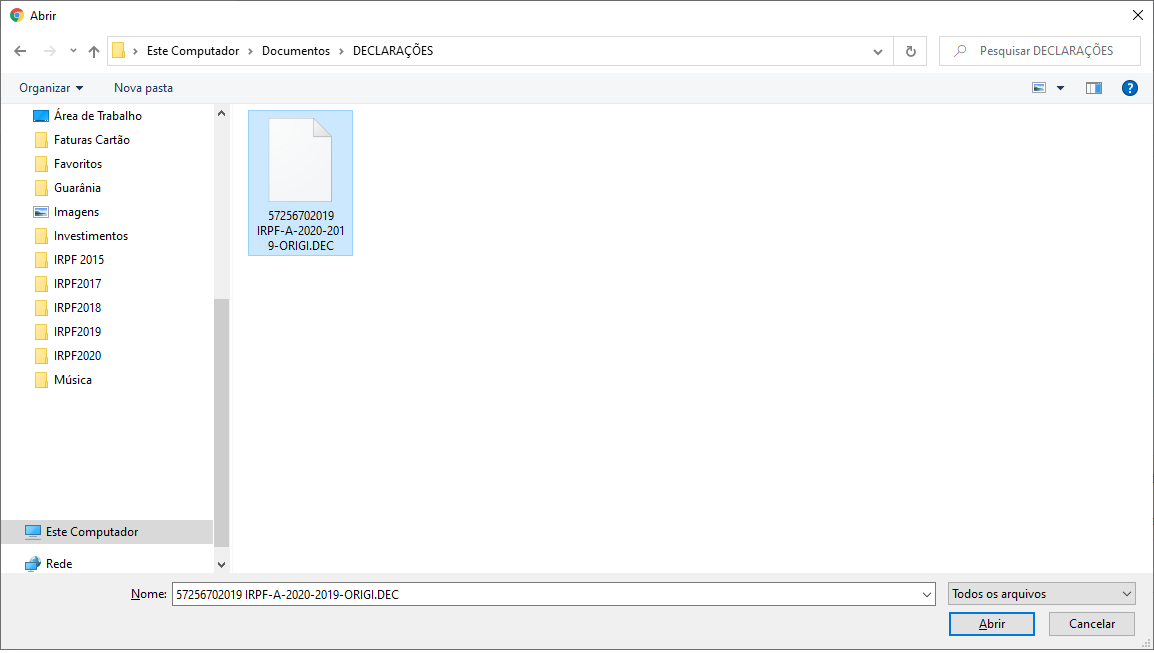 Abrir
Este Computador Documentos DECLARAÇÕES
Pesquisar DECLARAÇÕES
Organizar Nova pasta
?
Área de Trabalho
Faturas Cartão
Favoritos
Guarânia
Imagens
Investimentos
IRPF 2015
IRPF2017
IRPF2018
IRPF2019
IRPF2020
Música
Este Computador
Rede
57256702019
IRPF-A-2020-201
9-ORIGI.DEC
Nome: 57256702019 IRPF-A-2020-2019-ORIGI.DEC
Todos os arquivos
Abrir Cancelar